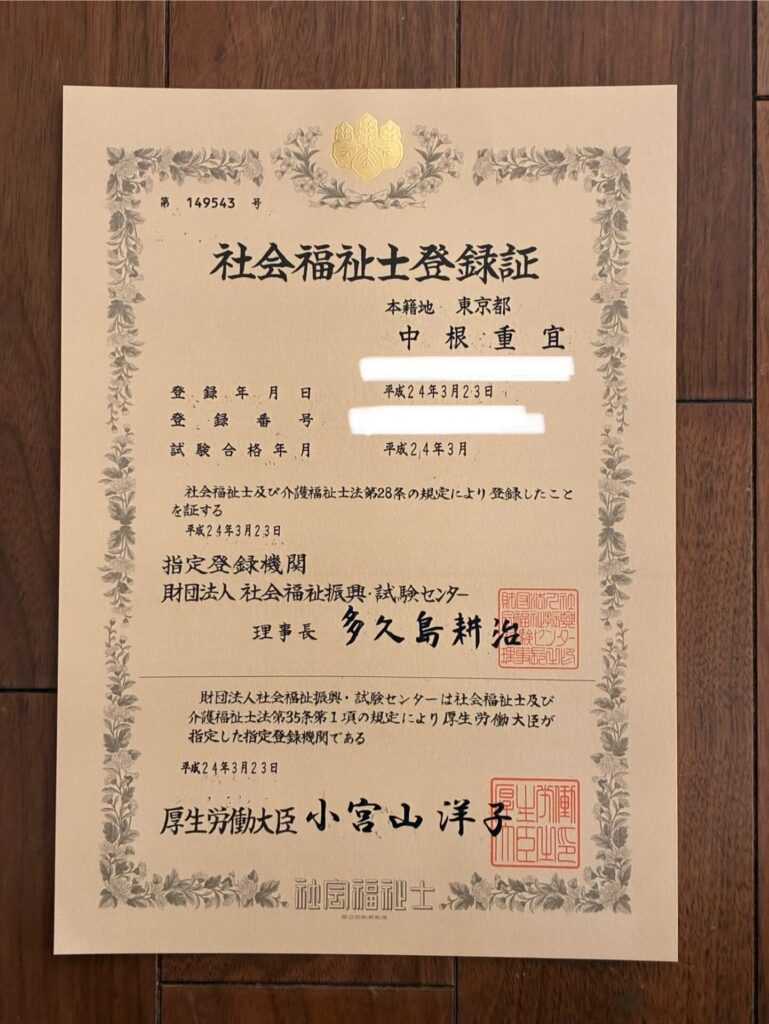 第 149543 号
社会福祉士登録証
本籍地 東京都
中根重宜
登録年月日 平成24年3月23日
登録番号
試験合格年月 平成24年3月
社会福祉士及び介護福祉士法第28条の規定により登録したこと
を証する
平成24年3月23日
指定登録機関
財団法人 社会福祉振興・試験センター
理事長 多久島耕治
財団法人社会福祉振興・試験センターは社会福祉士及び
介護福祉士法第35条第1項の規定により厚生労働大臣が
指定した指定登録機関である
平成24年3月23日
厚生労働大臣 小宮山洋子
社会福祉士